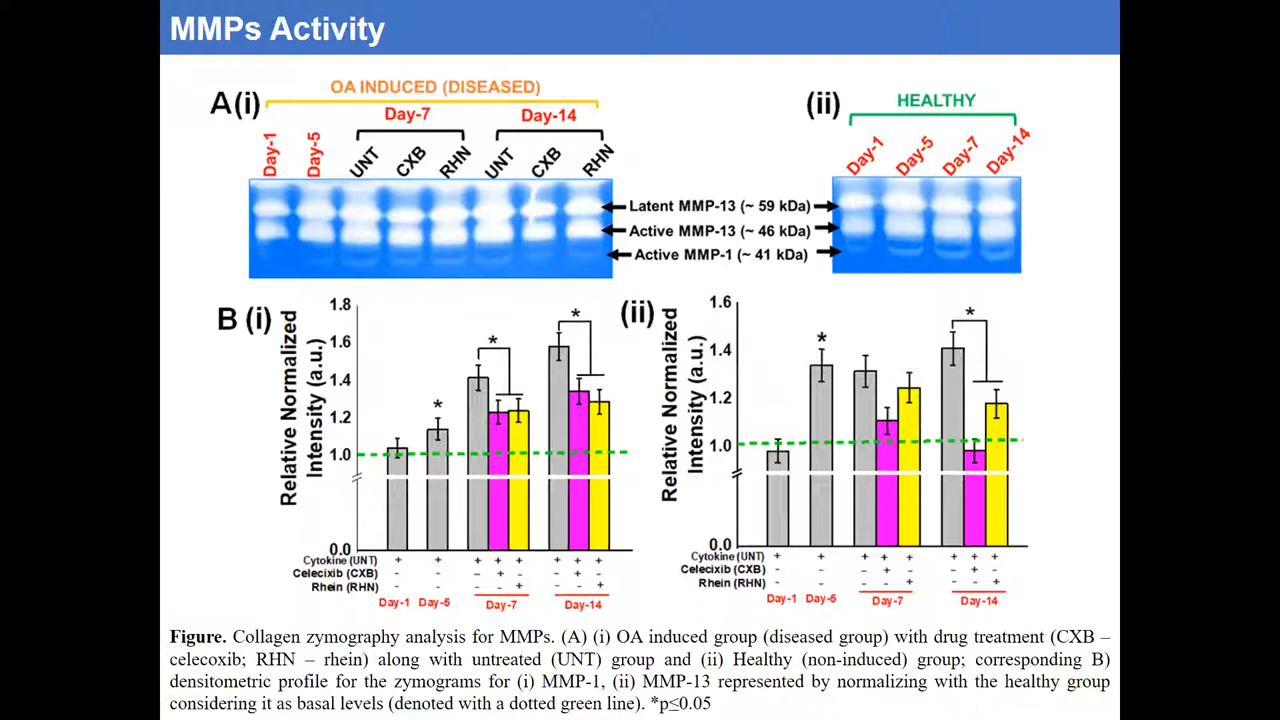 MMPs Activity
A(i)
OA INDUCED (DISEASED)
Day-7
Day-14
Day-1
Day-5
UNT
CXB
RHN
UNT
CXB
RHN
(ii)
HEALTHY
Day-1
Day-5
Day-7
Day-14
Latent MMP-13 (~ 59 kDa)
Active MMP-13 (~ 46 kDa)
Active MMP-1 (~ 41 kDa)
B (i)
Relative Normalized
Intensity (a.u.)
1.8
1.6
1.4
1.2
1.0
0.0
*
*
*
Cytokine (UNT) + + + + + + + +
Celecixib (CXB) - - - + - - + -
Rhein (RHN) - - - - + - - +
Day-1 Day-5 Day-7 Day-14
(ii)
Relative Normalized
Intensity (a.u.)
1.6
1.4
1.2
1.0
0.0
*
*
Cytokine (UNT) + + + + + + + +
Celecixib (CXB) - - - + - - + -
Rhein (RHN) - - - - + - - +
Day-1 Day-5 Day-7 Day-14
Figure. Collagen zymography analysis for MMPs. (A) (i) OA induced group (diseased group) with drug treatment (CXB –
celecoxib; RHN – rhein) along with untreated (UNT) group and (ii) Healthy (non-induced) group; corresponding B)
densitometric profile for the zymograms for (i) MMP-1, (ii) MMP-13 represented by normalizing with the healthy group
considering it as basal levels (denoted with a dotted green line). *p≤0.05